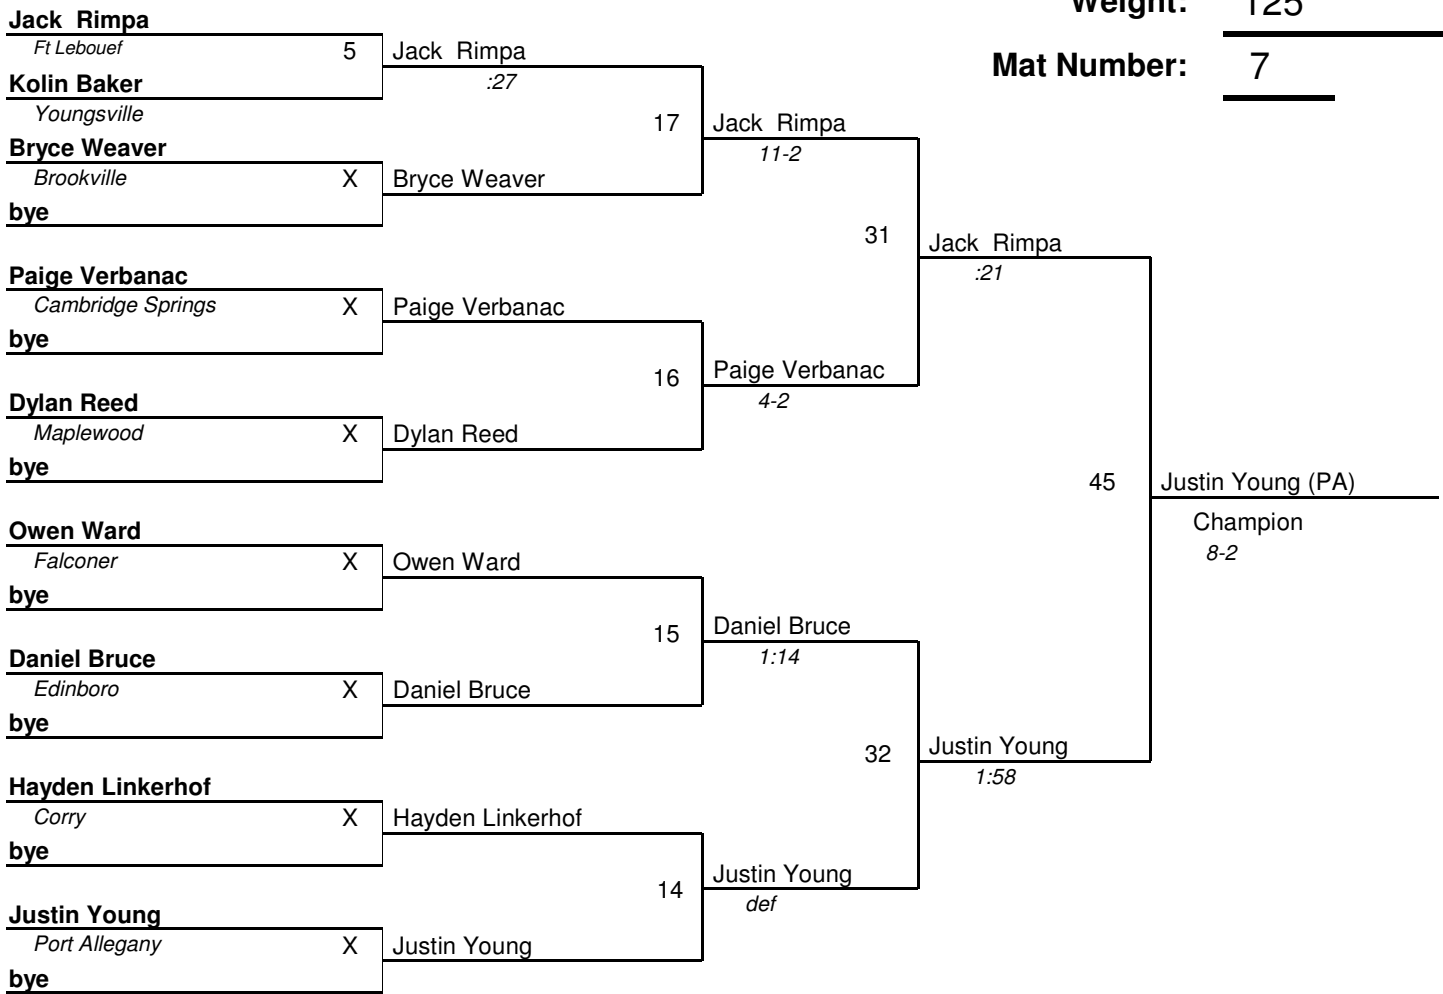 Weight: 125
Mat Number: 7
Jack Rimpa
Ft Lebouef
5
Kolin Baker
Youngsville
Bryce Weaver
Brookville
X
bye
Paige Verbanac
Cambridge Springs
X
bye
Dylan Reed
Maplewood
X
bye
Owen Ward
Falconer
X
bye
Daniel Bruce
Edinboro
X
bye
Hayden Linkerhof
Corry
X
bye
Justin Young
Port Allegany
X
bye
Jack Rimpa
:27
17
Bryce Weaver
Paige Verbanac
16
Dylan Reed
Owen Ward
15
Daniel Bruce
Hayden Linkerhof
14
Justin Young
Jack Rimpa
11-2
31
Paige Verbanac
4-2
Daniel Bruce
1:14
32
Justin Young
def
Jack Rimpa
:21
45
Justin Young
1:58
Justin Young (PA)
Champion
8-2